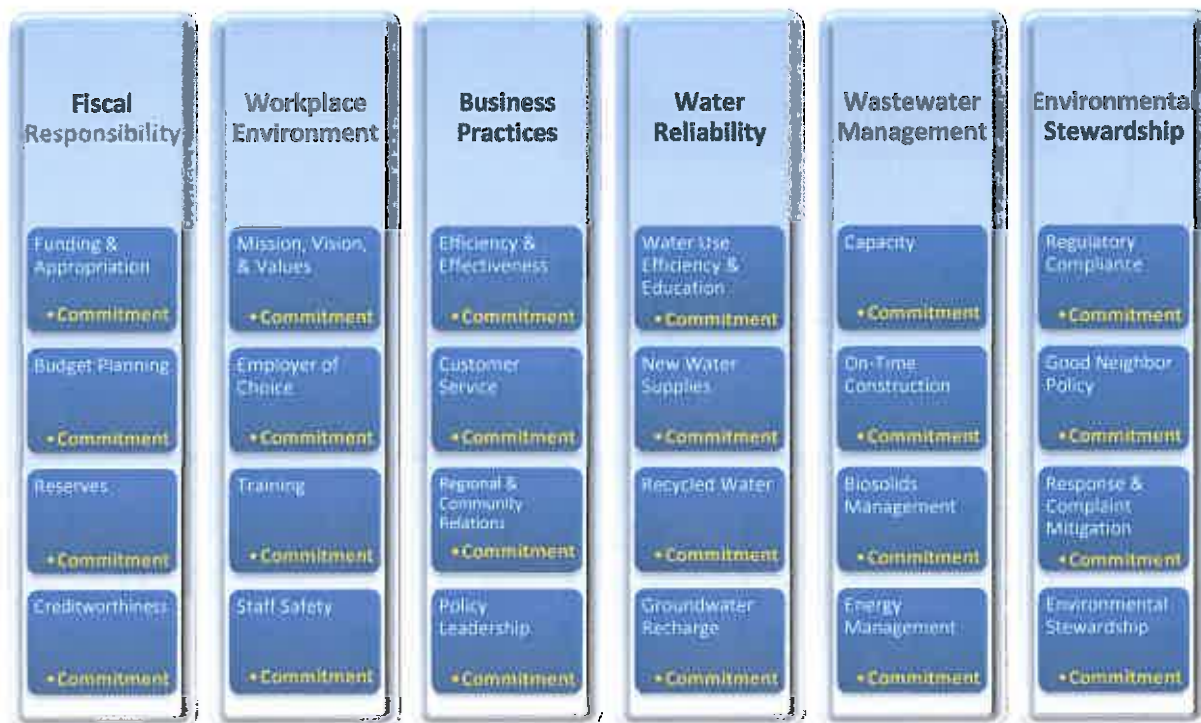 Fiscal
Responsibility
Funding &
Appropriation
• Commitment
Budget Planning
• Commitment
Reserves
• Commitment
Creditworthiness
• Commitment
Workplace
Environment
Mission, Vision,
& Values
• Commitment
Employer of
Choice
• Commitment
Training
• Commitment
Staff Safety
• Commitment
Business
Practices
Efficiency &
Effectiveness
• Commitment
Customer
Service
• Commitment
Regional &
Community
Relations
• Commitment
Policy
Leadership
• Commitment
Water
Reliability
Water Use
Efficiency &
Education
• Commitment
New Water
Supplies
• Commitment
Recycled Water
• Commitment
Groundwater
Recharge
• Commitment
Wastewater
Management
Capacity
• Commitment
On-Time
Construction
• Commitment
Biosolids
Management
• Commitment
Energy
Management
• Commitment
Environmental
Stewardship
Regulatory
Compliance
• Commitment
Good Neighbor
Policy
• Commitment
Response &
Complaint
Mitigation
• Commitment
Environmental
Stewardship
• Commitment